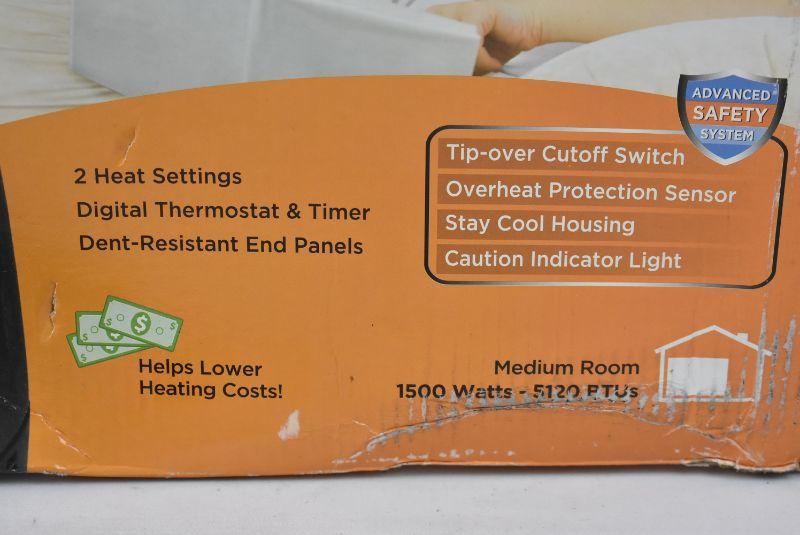 ADVANCED
SAFETY
SYSTEM
2 Heat Settings
Digital Thermostat & Timer
Dent-Resistant End Panels
Tip-over Cutoff Switch
Overheat Protection Sensor
Stay Cool Housing
Caution Indicator Light
Helps Lower
Heating Costs!
Medium Room
1500 Watts - 5120 BTUs